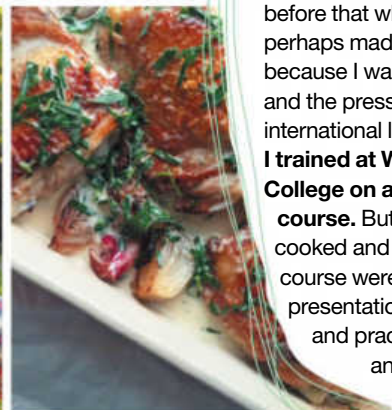 before that w
perhaps mad
because I wa
and the press
international l
I trained at W
College on a
course. But
cooked and
course were
presentatio
and prac
an